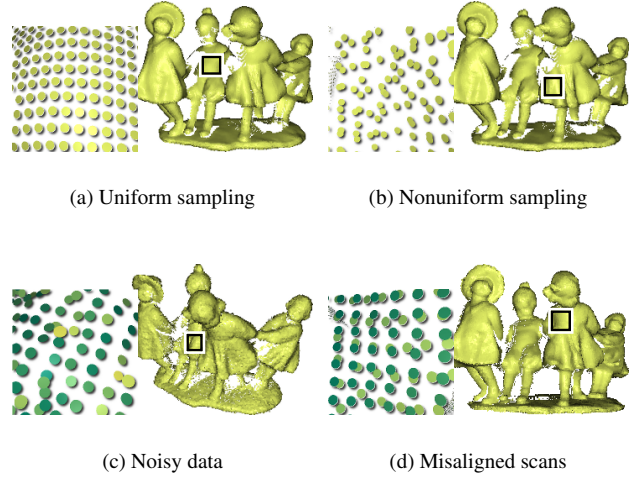 (a) Uniform sampling
(b) Nonuniform sampling
(c) Noisy data
(d) Misaligned scans